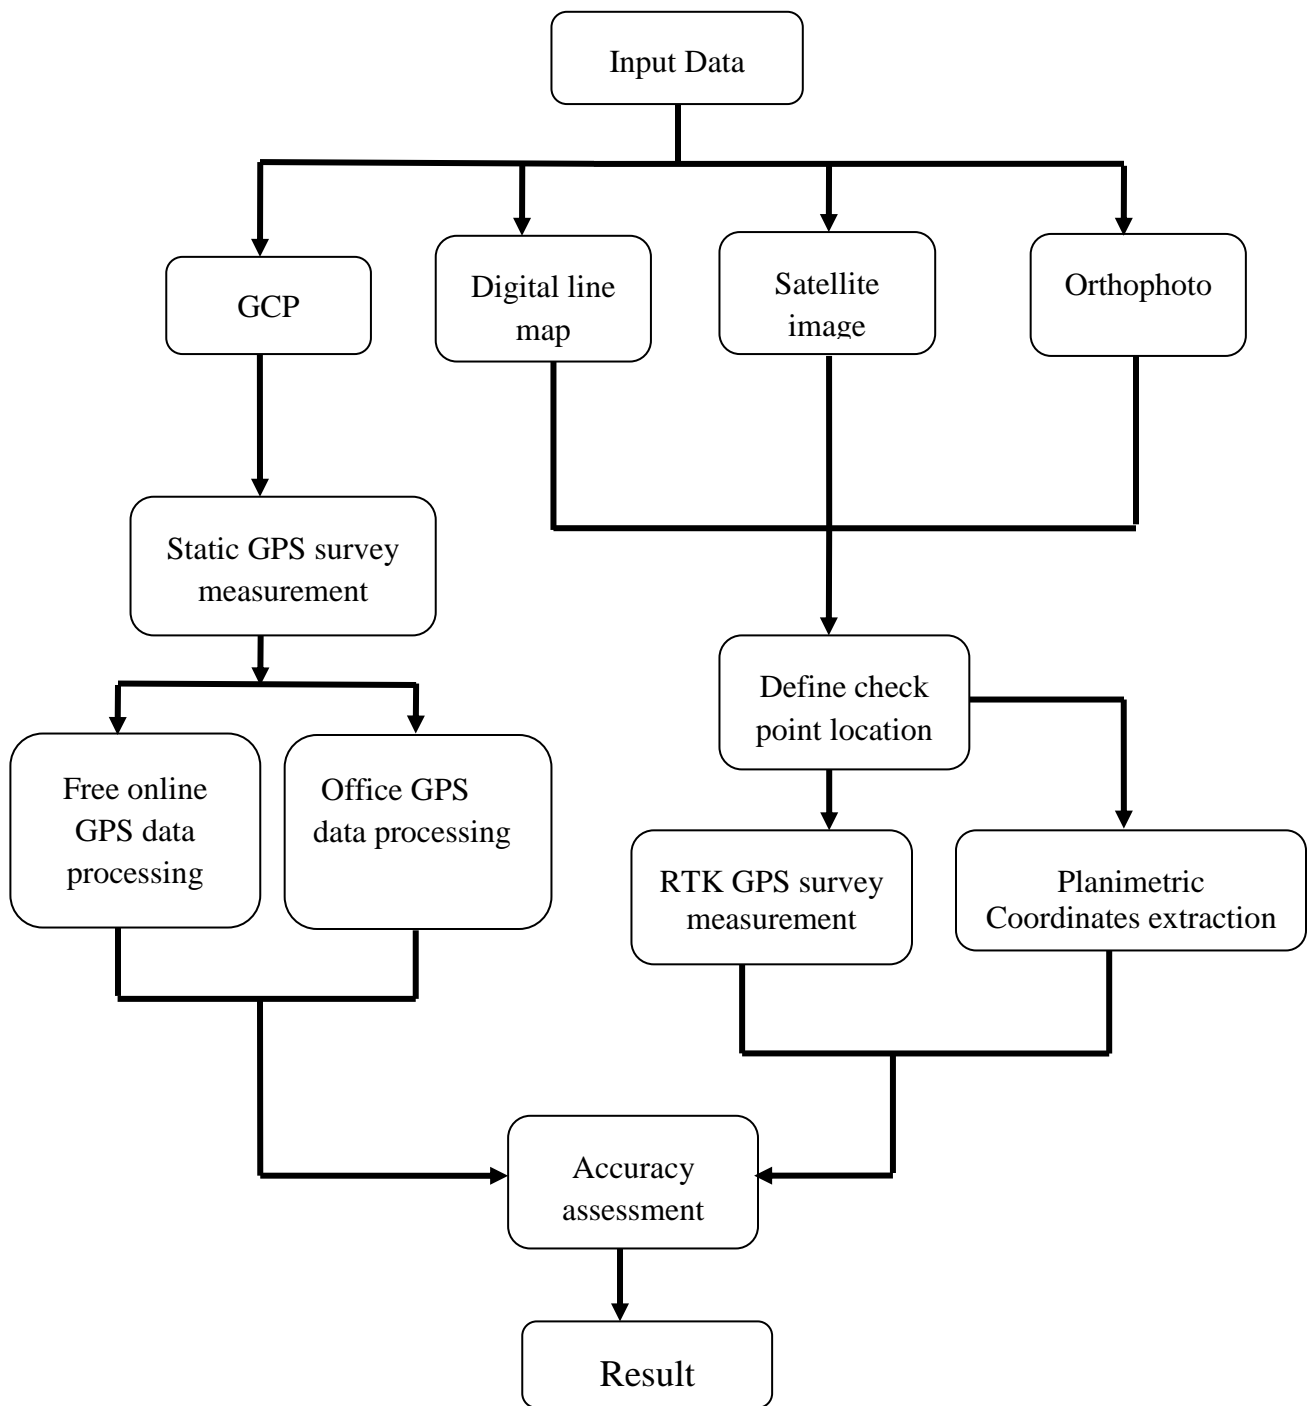 Input Data
GCP
Digital line
map
Satellite
image
Orthophoto
Static GPS survey
measurement
Define check
point location
Free online
GPS data
processing
Office GPS
data processing
RTK GPS survey
measurement
Planimetric
Coordinates extraction
Accuracy
assessment
Result